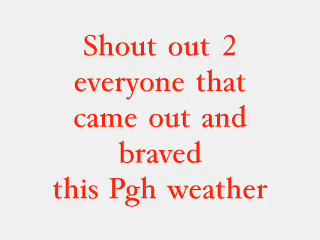 Shout out 2
everyone that
came out and
braved
this Pgh weather